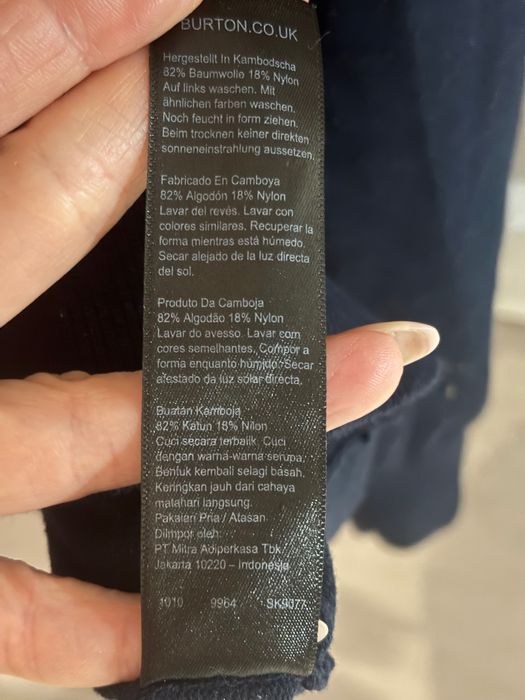 BURTON.CO.UK
Hergestellt In Kambodscha
82% Baumwolle 18% Nylon
Auf links waschen. Mit
ähnlichen farben waschen.
Noch feucht in form ziehen.
Beim trocknen keiner direkten
sonneneinstrahlung aussetzen.
Fabricado En Camboya
82% Algodón 18% Nylon
Lavar del revés. Lavar con
colores similares. Recuperar la
forma mientras está húmedo.
Secar alejado de la luz directa
del sol.
Produto Da Camboja
82% Algodão 18% Nylon
Lavar do avesso. Lavar com
cores semelhantes. Compor a
forma enquanto húmido. Secar
afestado da luz solar directa.
Buatan Kamboja
82% Katun 18% Nilon
Cuci secara terbalik. Cuci
dengan warna-warna serupa.
Bentuk kembali selagi basah.
Keringkan jauh dari cahaya
matahari langsung.
Pakaian Pria / Atasan
Diimpor oleh:
PT Mitra Adiperkasa Tbk
Jakarta 10220 – Indonesia
1010 9964 SK9077